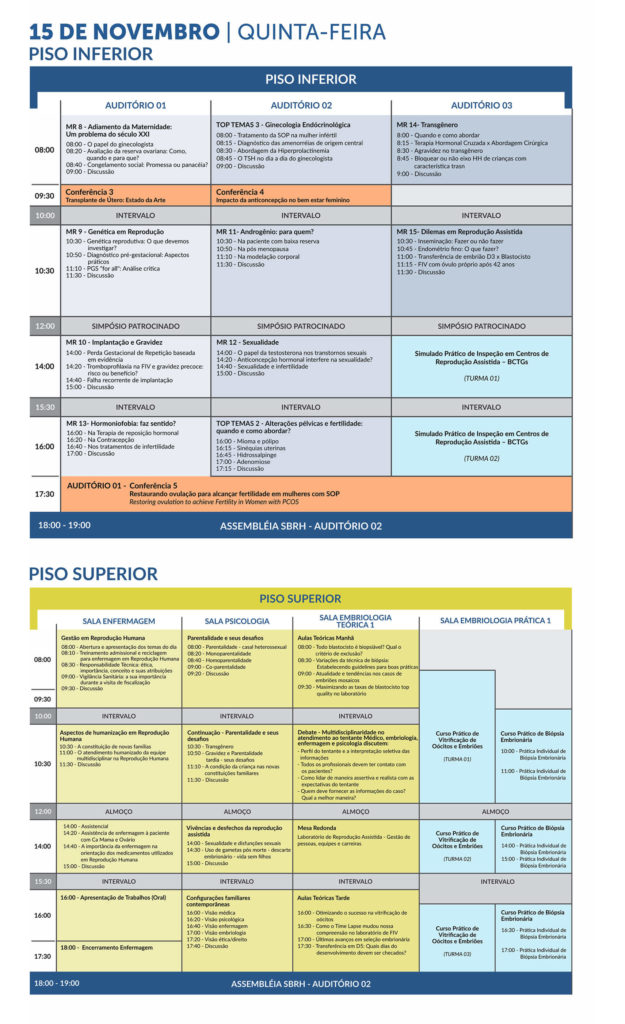 15 DE NOVEMBRO | QUINTA-FEIRA
PISO INFERIOR
PISO INFERIOR
AUDITÓRIO 01
AUDITÓRIO 02
AUDITÓRIO 03
08:00
MR 8 - Adiamento da Maternidade:
Um problema do século XXI
08:00 - O papel do ginecologista
08:20 - Avaliação da reserva ovariana: Como,
quando e para que?
08:40 - Congelamento social: Promessa ou panacéia?
09:00 - Discussão
TOP TEMAS 3 - Ginecologia Endócrinológica
08:00 - Tratamento da SOP na mulher infértil
08:15 - Diagnóstico das amenorréias de origem central
08:30 - Abordagem da Hiperprolactinemia
08:45 - O TSH no dia a dia do ginecologista
09:00 - Discussão
MR 14- Transgênero
8:00 - Quando e como abordar
8:15 - Terapia Hormonal Cruzada x Abordagem Cirúrgica
8:30 - Agravidez no transgênero
8:45 - Bloquear ou não eixo HH de crianças com
característica trasn
9:00 - Discussão
09:30
Conferência 3
Transplante de Útero: Estado da Arte
Conferência 4
Impacto da anticoncepção no bem estar feminino
10:00
INTERVALO
INTERVALO
INTERVALO
10:30
MR 9 - Genética em Reprodução
10:30 - Genética reprodutiva: O que devemos
investigar?
10:50 - Diagnóstico pré-gestacional: Aspectos
práticos
11:10 - PGS "for all": Análise crítica
11:30 - Discussão
MR 11- Androgênio: para quem?
10:30 - Na paciente com baixa reserva
10:50 - Na pós menopausa
11:10 - Na modelação corporal
11:30 - Discussão
MR 15- Dilemas em Reprodução Assistida
10:30 - Inseminação: Fazer ou não fazer
10:45 - Endométrio fino: O que fazer?
11:00 - Transferência de embrião D3 x Blastocisto
11:15 - FIV com óvulo próprio após 42 anos
11:30 - Discussão
12:00
SIMPÓSIO PATROCINADO
SIMPÓSIO PATROCINADO
SIMPÓSIO PATROCINADO
14:00
MR 10 - Implantação e Gravidez
14:00 - Perda Gestacional de Repetição baseada
em evidência
14:20 - Tromboprofilaxia na FIV e gravidez precoce:
risco ou benefício?
14:40 - Falha recorrente de implantação
15:00 - Discussão
MR 12 - Sexualidade
14:00 - O papel da testosterona nos transtornos sexuais
14:20 - Anticoncepção hormonal interfere na sexualidade?
14:40 - Sexualidade e infertilidade
15:00 - Discussão
Simulado Prático de Inspeção em Centros de
Reprodução Assistida – BCTGs
(TURMA 01)
15:30
INTERVALO
INTERVALO
INTERVALO
16:00
MR 13- Hormoniofobia: faz sentido?
16:00 - Na Terapia de reposição hormonal
16:20 - Na Contracepção
16:40 - Nos tratamentos de infertilidade
17:00 - Discussão
TOP TEMAS 2 - Alterações pélvicas e fertilidade:
quando e como abordar?
16:00 - Mioma e pólipo
16:15 - Sinéquias uterinas
16:45 - Hidrossalpinge
17:00 - Adenomiose
17:15 - Discussão
Simulado Prático de Inspeção em Centros de
Reprodução Assistida – BCTGs
(TURMA 02)
17:30
AUDITÓRIO 01 - Conferência 5
Restaurando ovulação para alcançar fertilidade em mulheres com SOP
Restoring ovulation to achieve Fertility in Women with PCOS
18:00 - 19:00
ASSEMBLÉIA SBRH - AUDITÓRIO 02
PISO SUPERIOR
PISO SUPERIOR
SALA ENFERMAGEM
SALA PSICOLOGIA
SALA EMBRIOLOGIA
TEÓRICA 1
SALA EMBRIOLOGIA PRÁTICA 1
08:00
Gestão em Reprodução Humana
08:00 - Abertura e apresentação dos temas do dia
08:10 - Treinamento admissional e reciclagem
para enfermagem em Reprodução Humana
08:30 - Responsabilidade Técnica: ética,
importância, conceito e suas atribuições
09:00 - Vigilância Sanitária: a sua importância
durante a visita de fiscalização
09:30 - Discussão
Parentalidade e seus desafios
08:00 - Parentalidade - casal heterossexual
08:20 - Monoparentalidade
08:40 - Homoparentalidade
09:00 - Co-parentalidade
09:20 - Discussão
Aulas Teóricas Manhã
08:00 - Todo blastocisto é biopsiável? Qual o
critério de exclusão?
08:30 - Variações da técnica de biópsia:
Estabelecendo guidelines para boas práticas
09:00 - Atualidade e tendências nos casos de
embriões mosaicos
09:30 - Maximizando as taxas de blastocisto top
quality no laboratório
09:30
10:00
INTERVALO
INTERVALO
INTERVALO
10:30
Aspectos de humanização em Reprodução
Humana
10:30 - A constituição de novas famílias
11:00 - O atendimento humanizado da equipe
multidisciplinar na Reprodução Humana
11:30 - Discussão
Continuação - Parentalidade e seus
desafios
10:30 - Transgênero
10:50 - Gravidez e Parentalidade
tardia - seus desafios
11:10 - A condição da criança nas novas
constituições familiares
11:30 - Discussão
Debate - Multidisciplinaridade no
atendimento ao tentante Médico, embriologia,
enfermagem e psicologia discutem:
- Perfil do tentante e a interpretação seletiva das
informações
- Todos os profissionais devem ter contato com
os pacientes?
- Como lidar de maneira assertiva e realista com as
expectativas do tentante
- Quem deve fornecer as informações do caso?
Qual a melhor maneira?
Curso Prático de
Vitrificação de
Oócitos e Embriões
(TURMA 01)
Curso Prático de Biópsia
Embrionária
10:00 - Prática Individual de
Biópsia Embrionária
11:00 - Prática Individual de
Biópsia Embrionária
12:00
ALMOÇO
ALMOÇO
ALMOÇO
ALMOÇO
14:00
14:00 - Assistencial
14:20 - Assistência de enfermagem à paciente
com Ca Mama e Ovário
14:40 - A importância da enfermagem na
orientação dos medicamentos utilizados
em Reprodução Humana
15:00 - Discussão
Vivências e desfechos da reprodução
assistida
14:00 - Sexualidade e disfunções sexuais
14:30 - Uso de gametas pós morte - descarte
embrionário - vida sem filhos
15:00 - Discussão
Mesa Redonda
Laboratório de Reprodução Assistida - Gestão de
pessoas, equipes e carreiras
Curso Prático de
Vitrificação de
Oócitos e Embriões
(TURMA 02)
Curso Prático de Biópsia
Embrionária
14:00 - Prática Individual de
Biópsia Embrionária
15:00 - Prática Individual de
Biópsia Embrionária
15:30
INTERVALO
INTERVALO
INTERVALO
INTERVALO
16:00
16:00 - Apresentação de Trabalhos (Oral)
Configurações familiares
contemporâneas
16:00 - Visão médica
16:20 - Visão psicológica
16:40 - Visão enfermagem
17:00 - Visão embriologia
17:20 - Visão ética/direito
17:40 - Discussão
Aulas Teóricas Tarde
16:00 - Otimizando o sucesso na vitrificação de
oócitos
16:30 - Como o Time Lapse mudou nossa
compreensão no laboratório de FIV
17:00 - Últimos avanços em seleção embrionária
17:30 - Transferência em D5: Quais dias do
desenvolvimento devem ser checados?
Curso Prático de
Vitrificação de
Oócitos e Embriões
(TURMA 03)
Curso Prático de Biópsia
Embrionária
16:30 - Prática Individual de
Biópsia Embrionária
17:00 - Prática Individual de
Biópsia Embrionária
17:30
18:00 - Encerramento Enfermagem
18:00 - 19:00
ASSEMBLÉIA SBRH - AUDITÓRIO 02